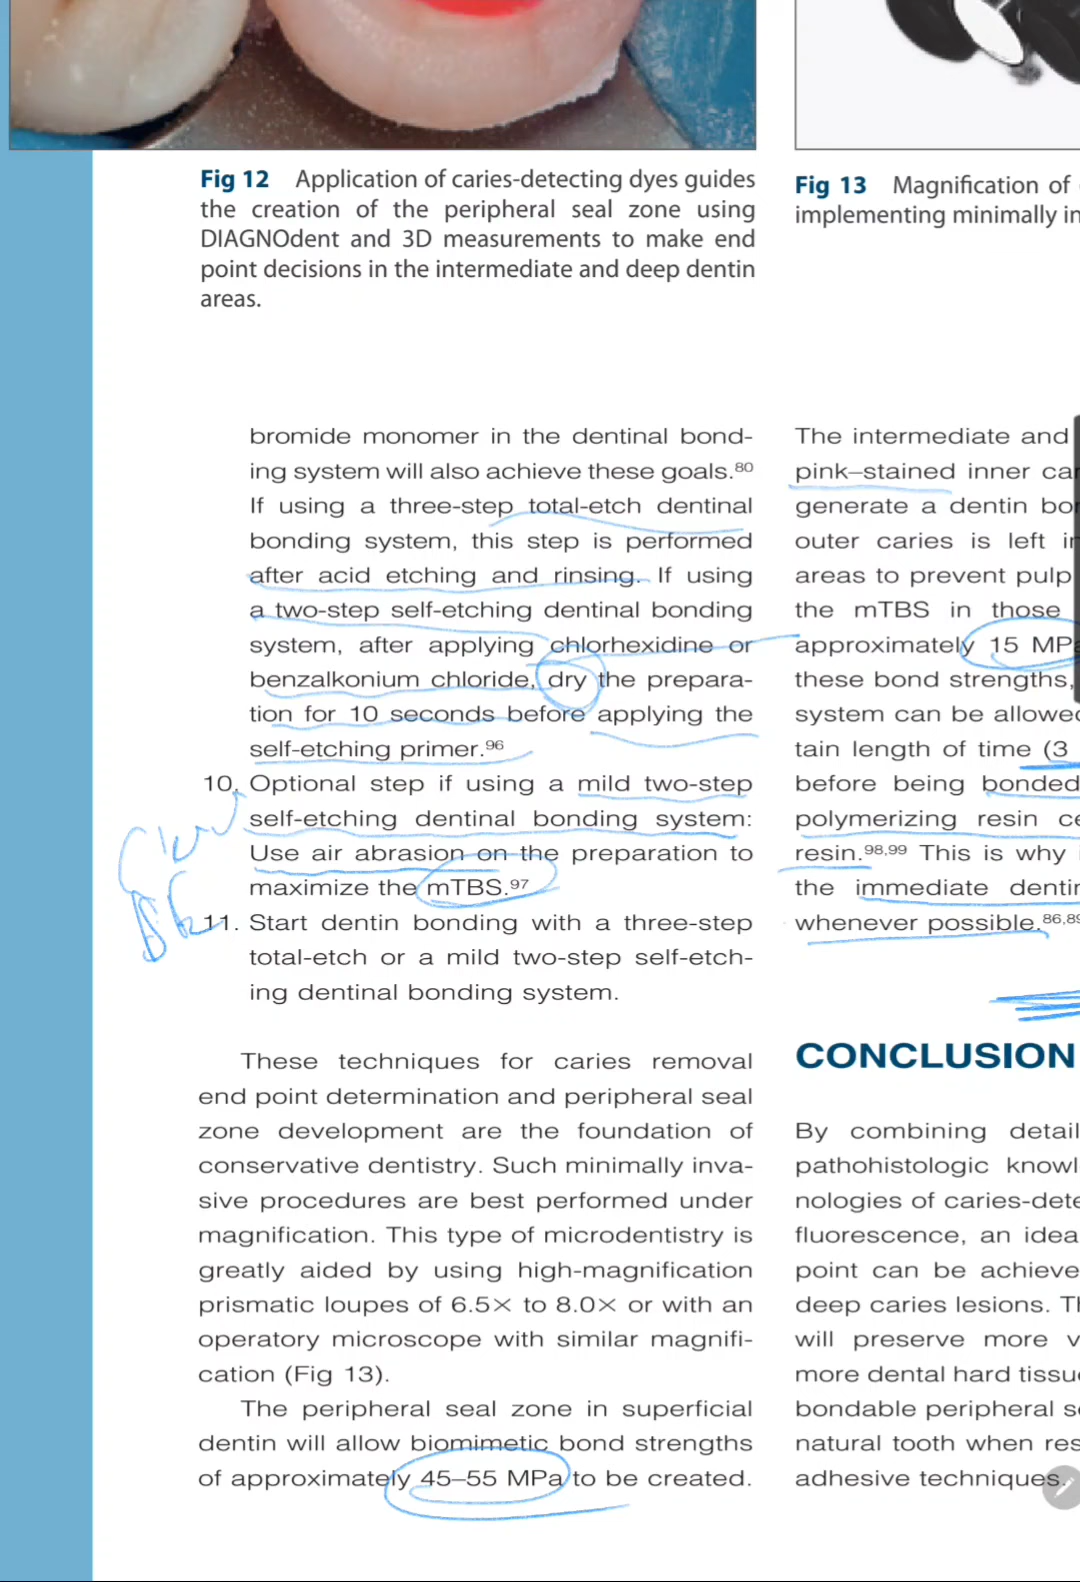 Fig 12 Application of caries-detecting dyes guides
the creation of the peripheral seal zone using
DIAGNOdent and 3D measurements to make end
point decisions in the intermediate and deep dentin
areas.
Fig 13 Magnification of
implementing minimally in
bromide monomer in the dentinal bond-
ing system will also achieve these goals.80
If using a three-step total-etch dentinal
bonding system, this step is performed
after acid etching and rinsing. If using
a two-step self-etching dentinal bonding
system, after applying chlorhexidine or
benzalkonium chloride, dry the prepara-
tion for 10 seconds before applying the
self-etching primer.96
10. Optional step if using a mild two-step
self-etching dentinal bonding system:
Use air abrasion on the preparation to
maximize the mTBS.97
11. Start dentin bonding with a three-step
total-etch or a mild two-step self-etch-
ing dentinal bonding system.
These techniques for caries removal
end point determination and peripheral seal
zone development are the foundation of
conservative dentistry. Such minimally inva-
sive procedures are best performed under
magnification. This type of microdentistry is
greatly aided by using high-magnification
prismatic loupes of 6.5× to 8.0× or with an
operatory microscope with similar magnifi-
cation (Fig 13).
The peripheral seal zone in superficial
dentin will allow biomimetic bond strengths
of approximately 45–55 MPa to be created.
The intermediate and
pink–stained inner car
generate a dentin bo
outer caries is left in
areas to prevent pulp
the mTBS in those
approximately 15 MPa
these bond strengths,
system can be allowed
tain length of time (3
before being bonded
polymerizing resin ce
resin.98,99 This is why
the immediate dentin
whenever possible.86,89
CONCLUSION
By combining detail
pathohistologic knowl
nologies of caries-dete
fluorescence, an idea
point can be achieve
deep caries lesions. Th
will preserve more v
more dental hard tissue
bondable peripheral se
natural tooth when res
adhesive techniques.